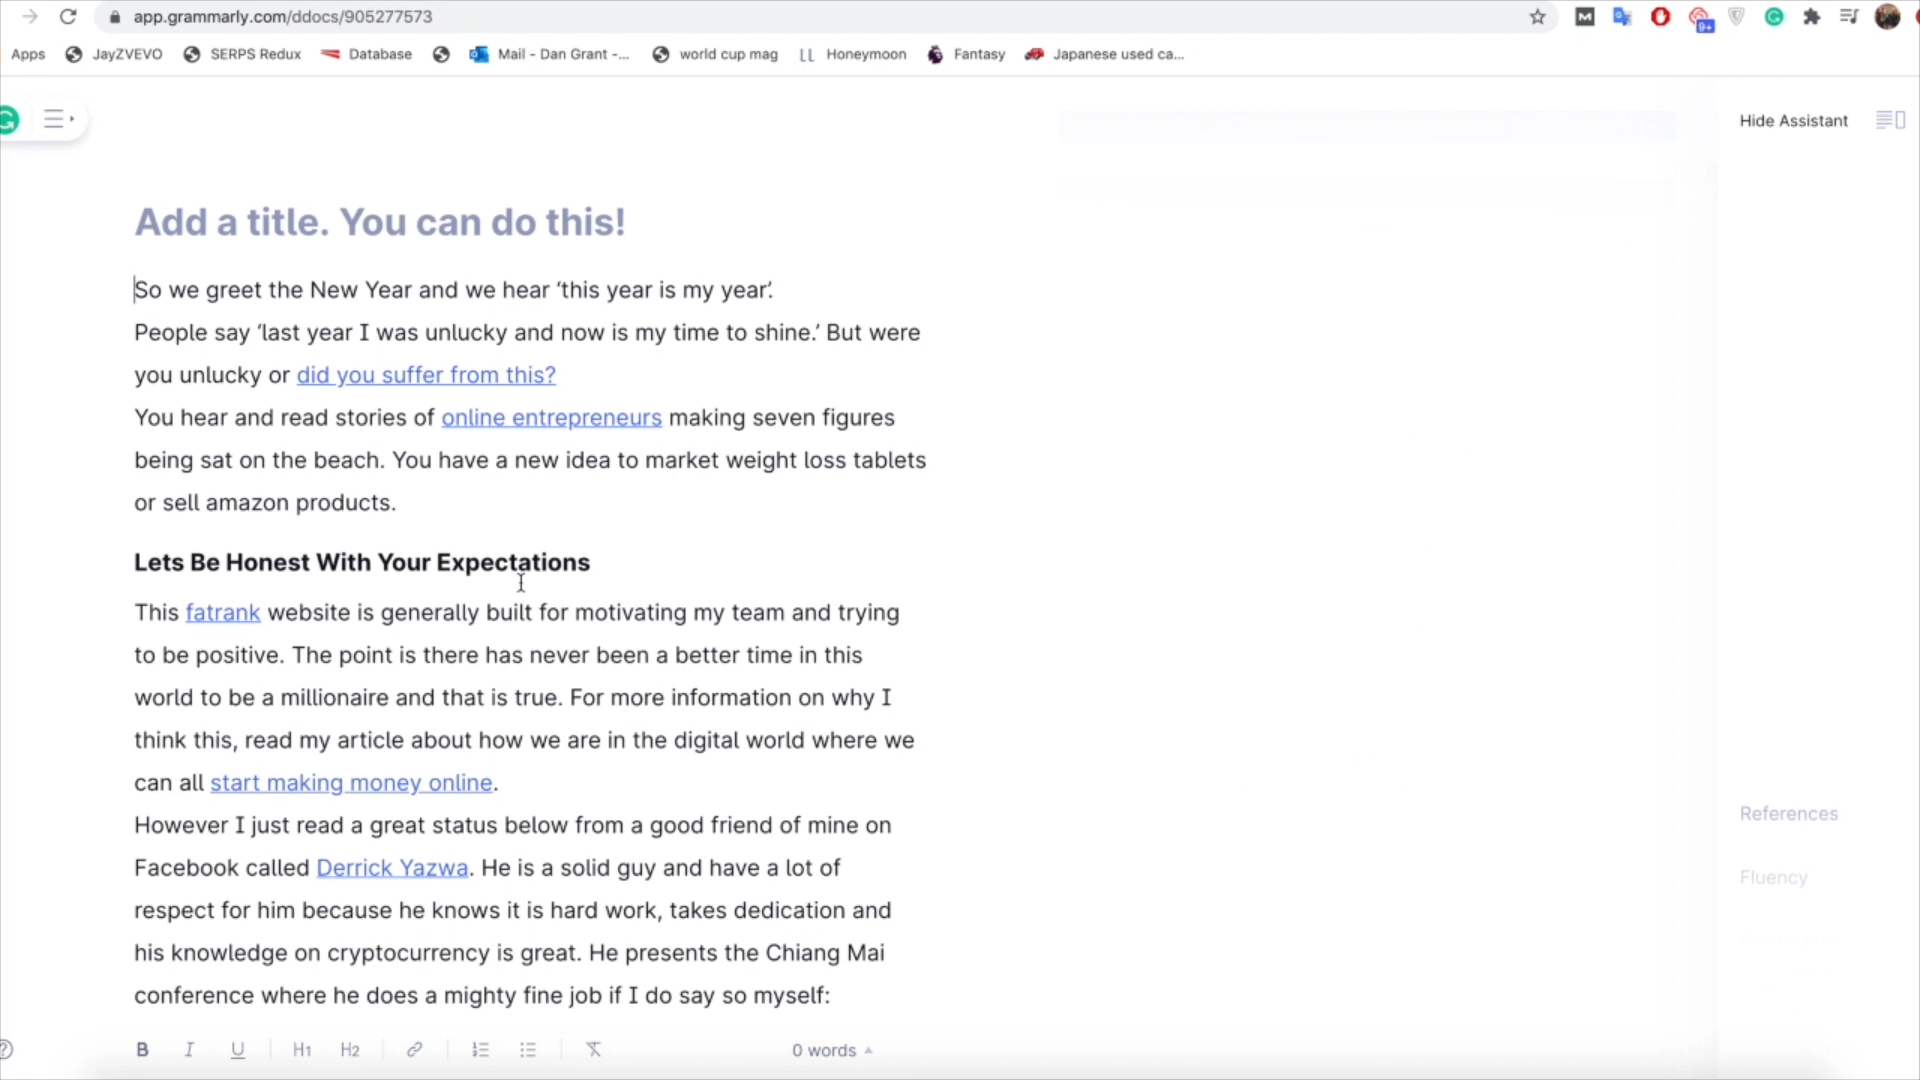 app.grammarly.com/ddocs/905277573
Apps JayZVEVO SERPS Redux Database Mail - Dan Grant -... world cup mag Honeymoon Fantasy Japanese used ca...
9+
Hide Assistant
Add a title. You can do this!
So we greet the New Year and we hear ‘this year is my year’.
People say ‘last year I was unlucky and now is my time to shine.’ But were
you unlucky or did you suffer from this?
You hear and read stories of online entrepreneurs making seven figures
being sat on the beach. You have a new idea to market weight loss tablets
or sell amazon products.
Lets Be Honest With Your Expectations
This fatrank website is generally built for motivating my team and trying
to be positive. The point is there has never been a better time in this
world to be a millionaire and that is true. For more information on why I
think this, read my article about how we are in the digital world where we
can all start making money online.
However I just read a great status below from a good friend of mine on
References
Facebook called Derrick Yazwa. He is a solid guy and have a lot of
Fluency
respect for him because he knows it is hard work, takes dedication and
his knowledge on cryptocurrency is great. He presents the Chiang Mai
conference where he does a mighty fine job if I do say so myself:
B I U H1 H2 0 words